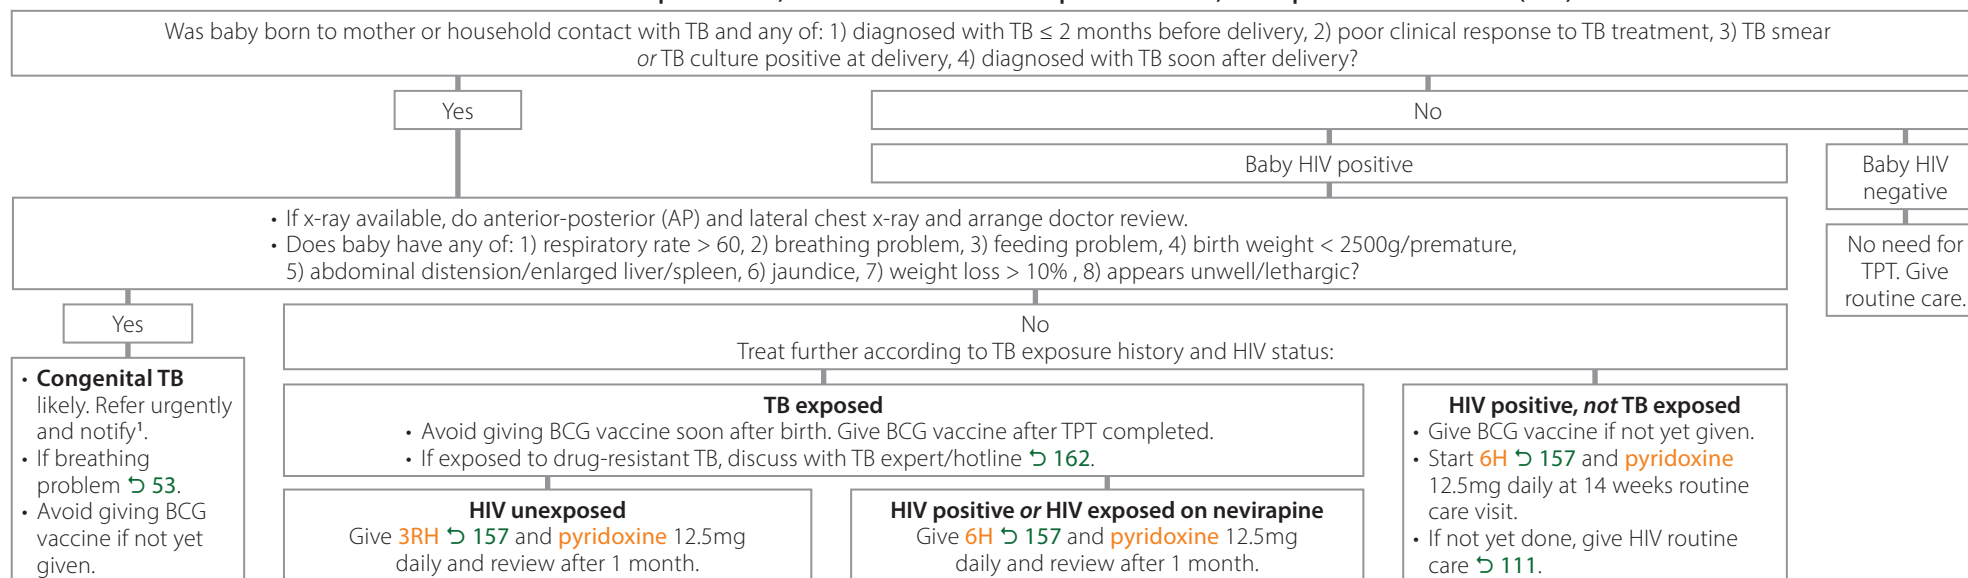 Was baby born to mother or household contact with TB and any of: 1) diagnosed with TB ≤ 2 months before delivery, 2) poor clinical response to TB treatment, 3) TB smear
or TB culture positive at delivery, 4) diagnosed with TB soon after delivery?
Yes
No
Baby HIV positive
Baby HIV
negative
• If x-ray available, do anterior-posterior (AP) and lateral chest x-ray and arrange doctor review.
• Does baby have any of: 1) respiratory rate > 60, 2) breathing problem, 3) feeding problem, 4) birth weight < 2500g/premature,
5) abdominal distension/enlarged liver/spleen, 6) jaundice, 7) weight loss > 10% , 8) appears unwell/lethargic?
No need for
TPT. Give
routine care.
Yes
No
Treat further according to TB exposure history and HIV status:
• Congenital TB
likely. Refer urgently
and notify¹.
• If breathing
problem ⮌ 53.
• Avoid giving BCG
vaccine if not yet
given.
TB exposed
• Avoid giving BCG vaccine soon after birth. Give BCG vaccine after TPT completed.
• If exposed to drug-resistant TB, discuss with TB expert/hotline ⮌ 162.
HIV unexposed
Give 3RH ⮌ 157 and pyridoxine 12.5mg
daily and review after 1 month.
HIV positive or HIV exposed on nevirapine
Give 6H ⮌ 157 and pyridoxine 12.5mg
daily and review after 1 month.
HIV positive, not TB exposed
• Give BCG vaccine if not yet given.
• Start 6H ⮌ 157 and pyridoxine
12.5mg daily at 14 weeks routine
care visit.
• If not yet done, give HIV routine
care ⮌ 111.